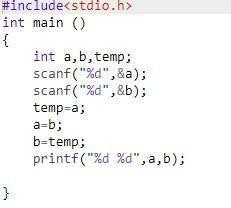 #include<stdio.h>
int main ()
{
    int a,b,temp;
    scanf("%d",&a);
    scanf("%d",&b);
    temp=a;
    a=b;
    b=temp;
    printf("%d %d",a,b);
}